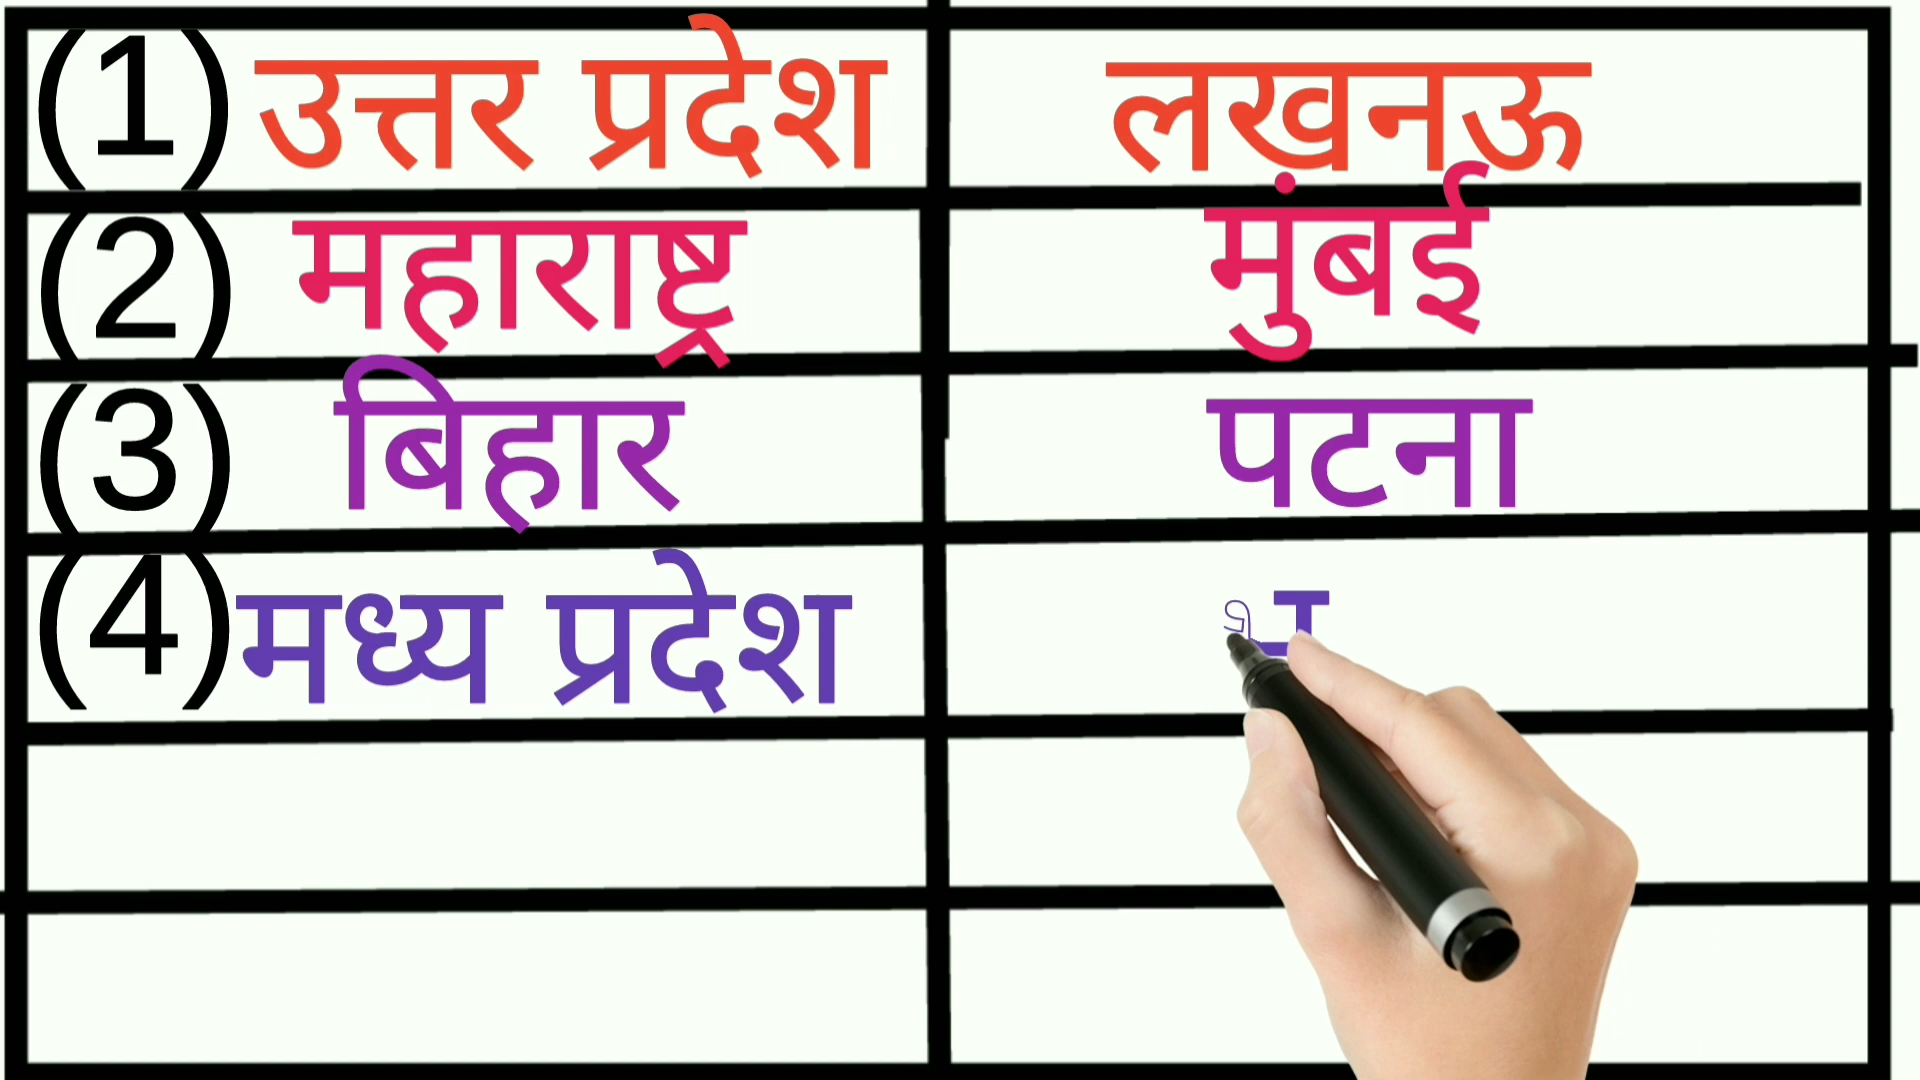 (1) उत्तर प्रदेश लखनऊ
(2) महाराष्ट्र मुंबई
(3) बिहार पटना
(4) मध्य प्रदेश